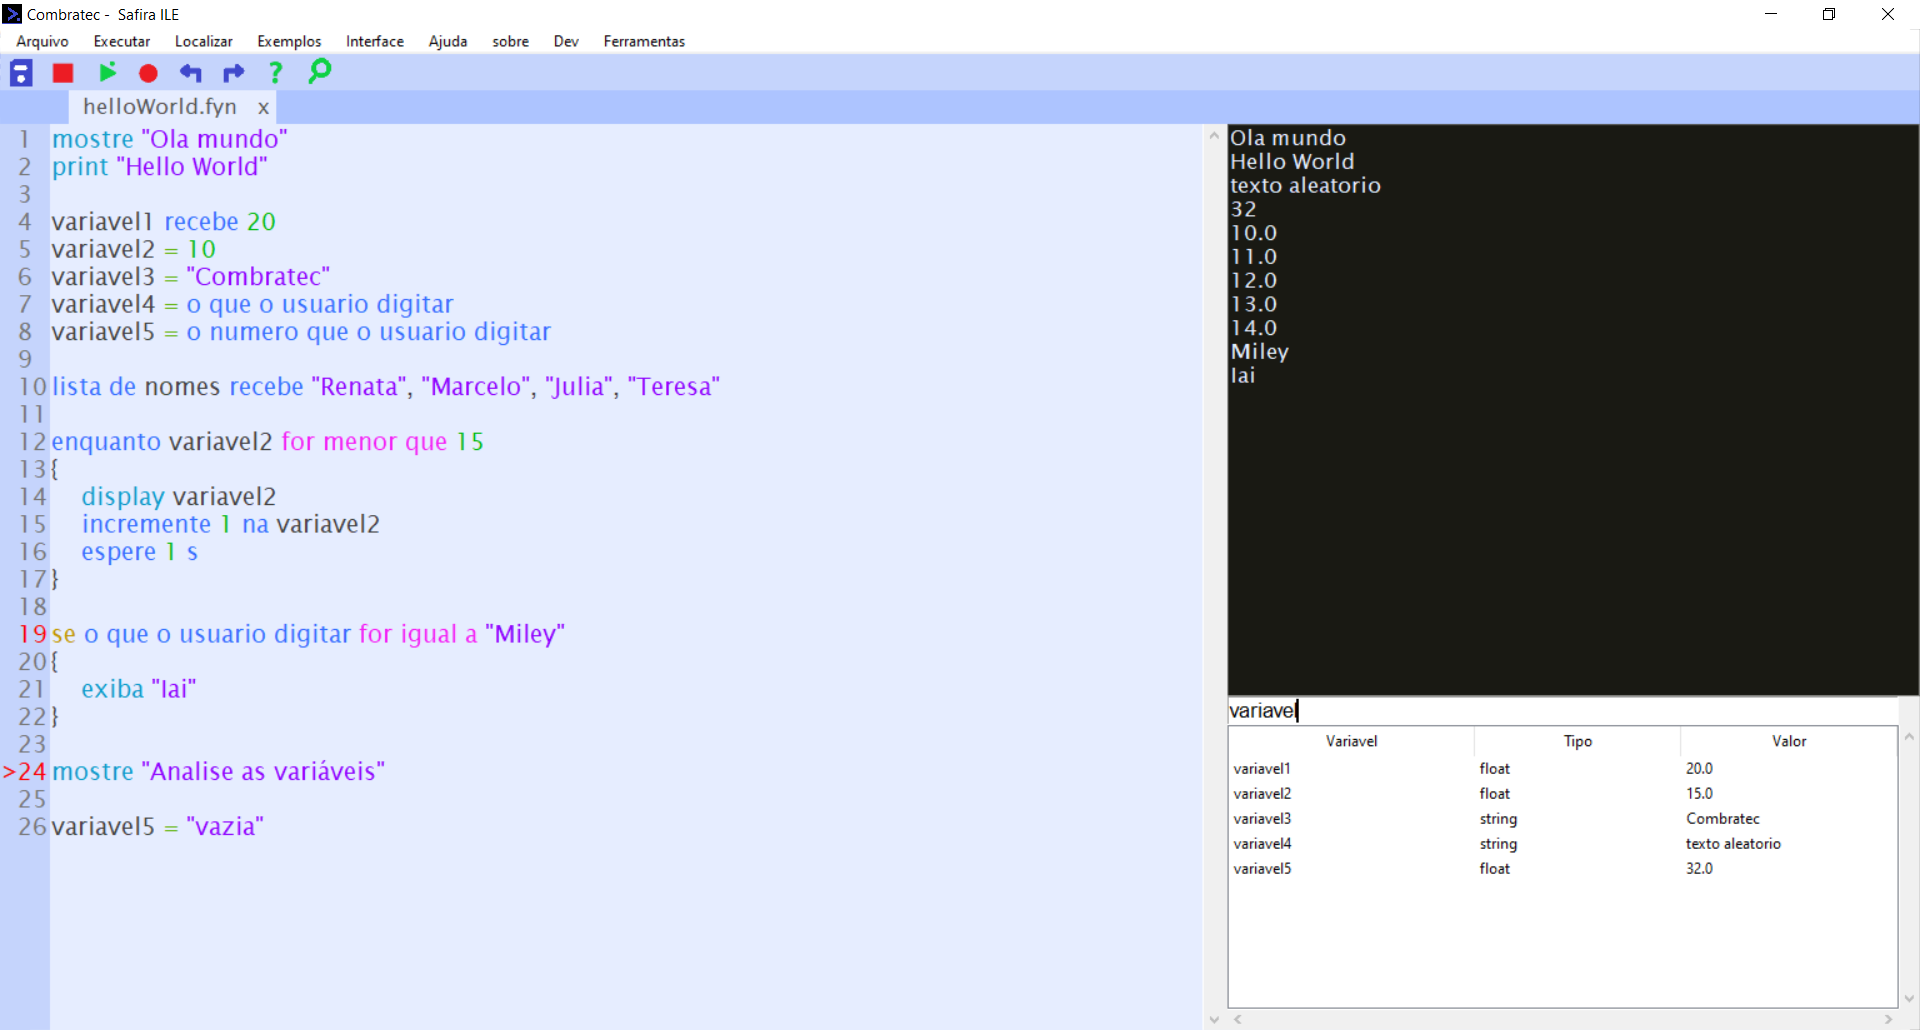 Combratec - Safira ILE
Arquivo Executar Localizar Exemplos Interface Ajuda sobre Dev Ferramentas
?
helloWorld.fyn x
1 mostre "Ola mundo"
2 print "Hello World"
3
4 variavel1 recebe 20
5 variavel2 = 10
6 variavel3 = "Combratec"
7 variavel4 = o que o usuario digitar
8 variavel5 = o numero que o usuario digitar
9
10 lista de nomes recebe "Renata", "Marcelo", "Julia", "Teresa"
11
12 enquanto variavel2 for menor que 15
13 {
14 display variavel2
15 incremente 1 na variavel2
16 espere 1 s
17 }
18
19 se o que o usuario digitar for igual a "Miley"
20 {
21 exiba "Iai"
22 }
23
>24 mostre "Analise as variáveis"
25
26 variavel5 = "vazia"
Ola mundo
Hello World
texto aleatorio
32
10.0
11.0
12.0
13.0
14.0
Miley
Iai
variavel
Variavel Tipo Valor
variavel1 float 20.0
variavel2 float 15.0
variavel3 string Combratec
variavel4 string texto aleatorio
variavel5 float 32.0